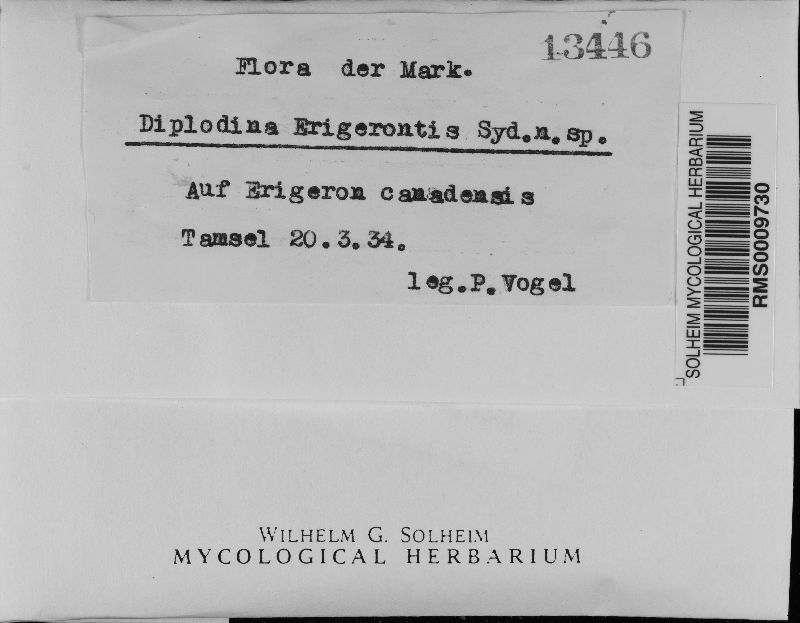 13446
Flora der Mark.
Diplodina Erigerontis Syd.n.sp.
Auf Erigeron canadensis
Tamsel 20.3.34.
leg.P.Vogel
SOLHEIM MYCOLOGICAL HERBARIUM
RMS0009730
WILHELM G. SOLHEIM
MYCOLOGICAL HERBARIUM